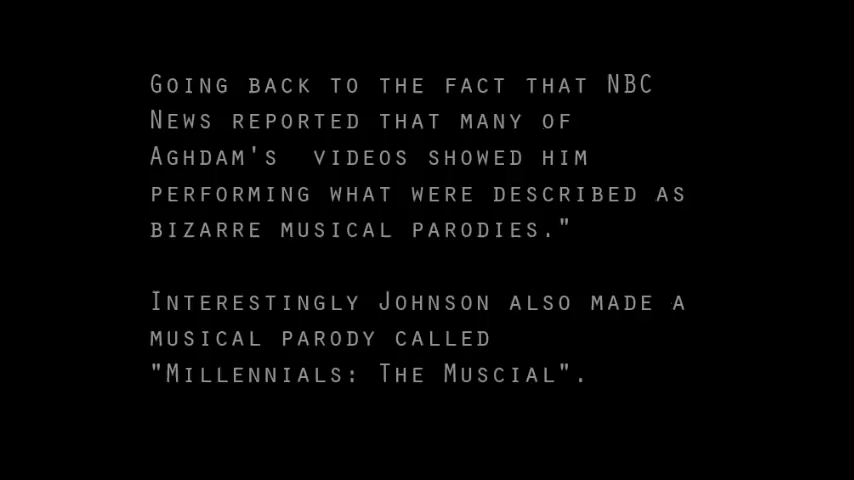 Going back to the fact that NBC
News reported that many of
Aghdam's  videos showed him
performing what were described as
bizarre musical parodies."
Interestingly Johnson also made a
musical parody called
"Millennials: The Muscial".